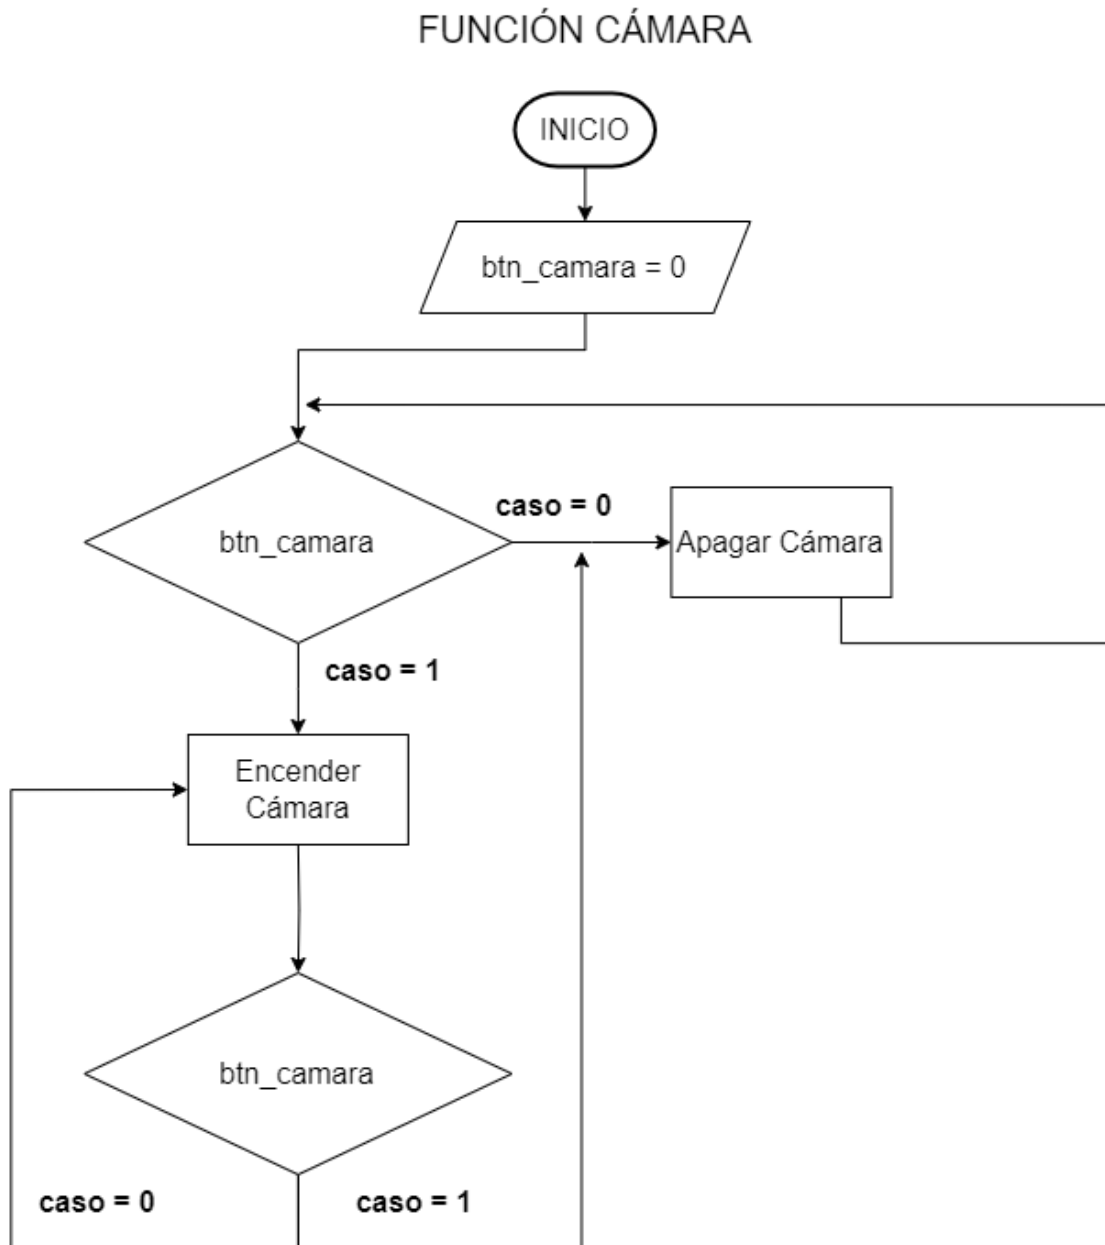 FUNCIÓN CÁMARA
INICIO
btn_camara = 0
btn_camara
caso = 0
Apagar Cámara
caso = 1
Encender
Cámara
btn_camara
caso = 0
caso = 1